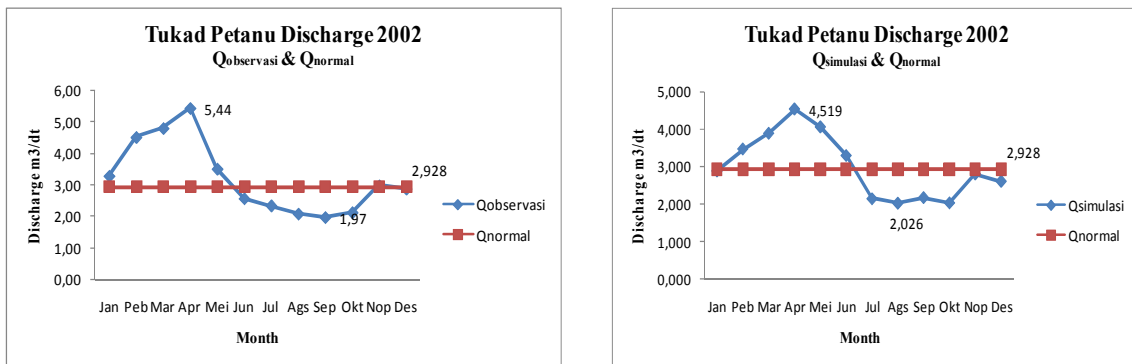 Tukad Petanu Discharge 2002
Qobservasi & Qnormal
Discharge m3/dt
6,00
5,00
4,00
3,00
2,00
1,00
0,00
5,44
2,928
1,97
Qobservasi
Qnormal
Jan Peb Mar Apr Mei Jun Jul Ags Sep Okt Nop Des
Month
Tukad Petanu Discharge 2002
Qsimulasi & Qnormal
Discharge m3/dt
5,000
4,000
3,000
2,000
1,000
0,000
4,519
2,928
2,026
Qsimulasi
Qnormal
Jan Peb Mar Apr Mei Jun Jul Ags Sep Okt Nop Des
Month